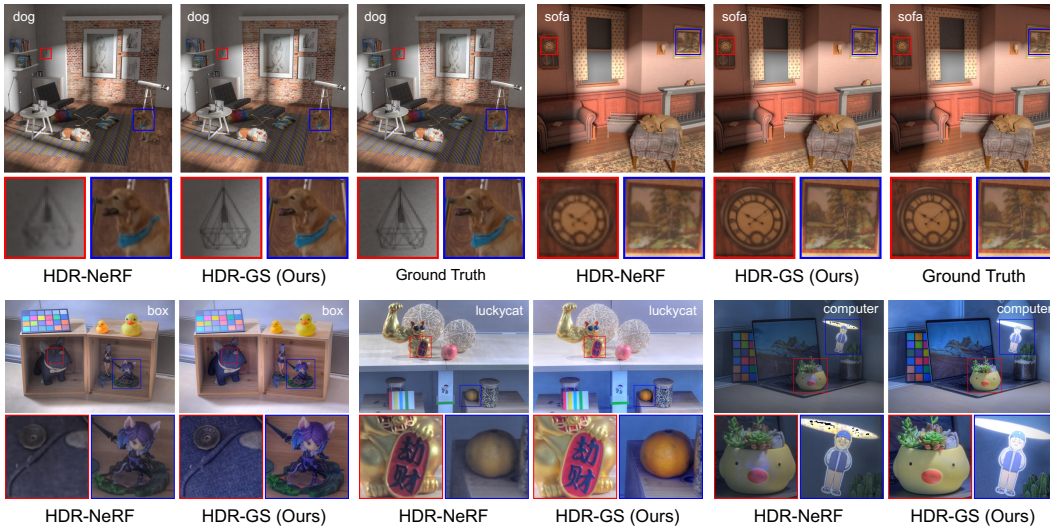 dog dog dog sofa sofa sofa
HDR-NeRF HDR-GS (Ours) Ground Truth HDR-NeRF HDR-GS (Ours) Ground Truth
box box luckycat luckycat computer computer
劫 劫
财 财
HDR-NeRF HDR-GS (Ours) HDR-NeRF HDR-GS (Ours) HDR-NeRF HDR-GS (Ours)